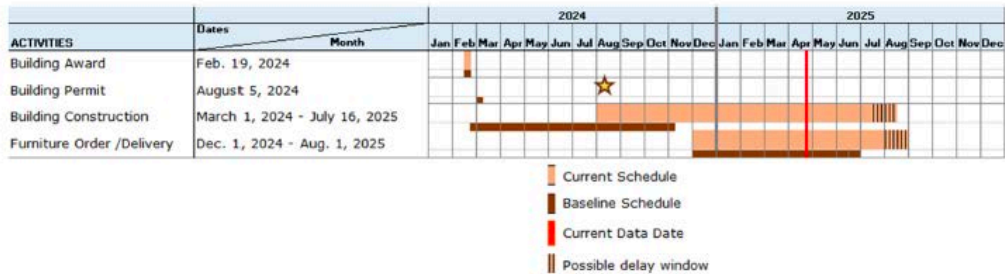 2024 2025
Dates
ACTIVITIES Month Jan Feb Mar Apr May Jun Jul Aug Sep Oct Nov Dec Jan Feb Mar Apr May Jun Jul Aug Sep Oct Nov Dec
Building Award Feb. 19, 2024
Building Permit August 5, 2024
Building Construction March 1, 2024 - July 16, 2025
Furniture Order /Delivery Dec. 1, 2024 - Aug. 1, 2025
Current Schedule
Baseline Schedule
Current Data Date
Possible delay window